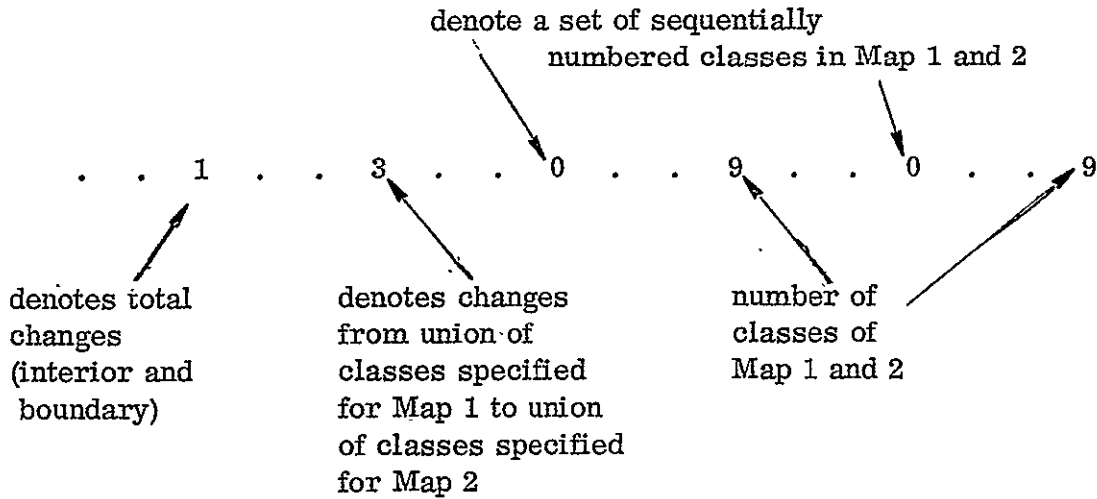 denote a set of sequentially
numbered classes in Map 1 and 2
. . 1 . . 3 . . 0 . . 9 . . 0 . . 9
denotes total
changes
(interior and
boundary)
denotes changes
from union of
classes specified
for Map 1 to union
of classes specified
for Map 2
number of
classes of
Map 1 and 2